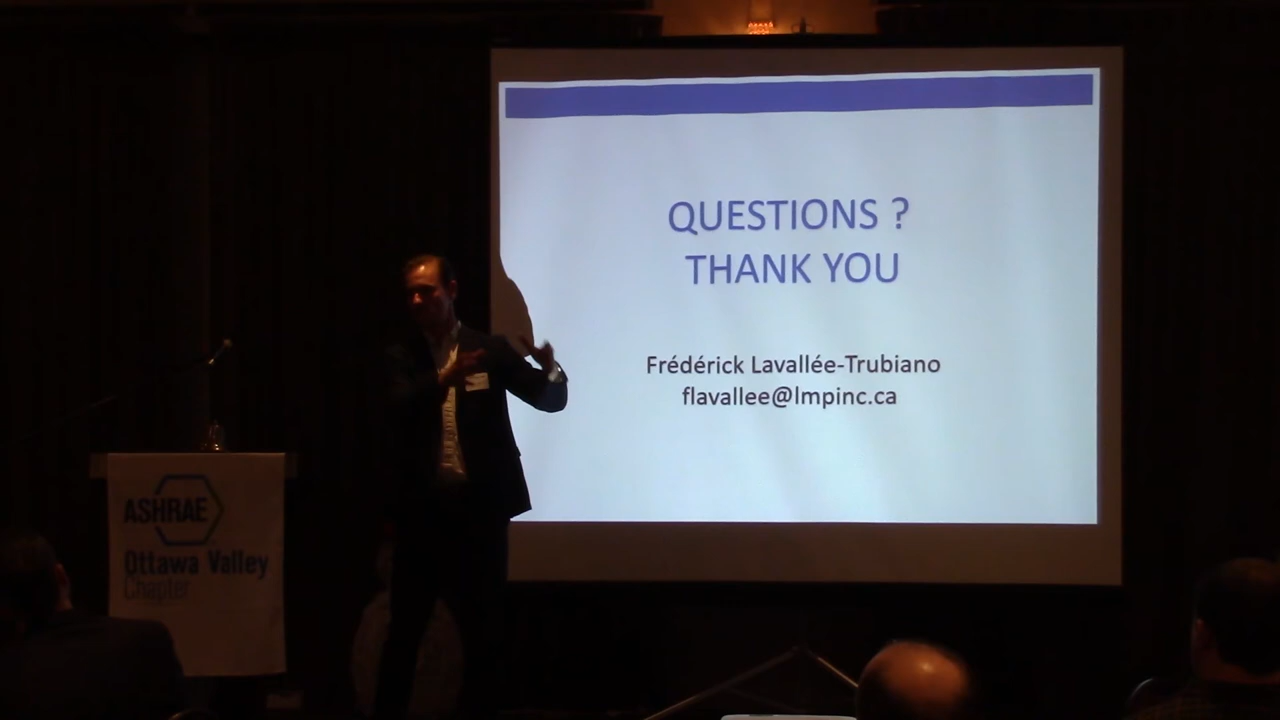 QUESTIONS ?
THANK YOU
Frédérick Lavallée-Trubiano
flavallee@lmpinc.ca
ASHRAE
Ottawa Valley
Chapter